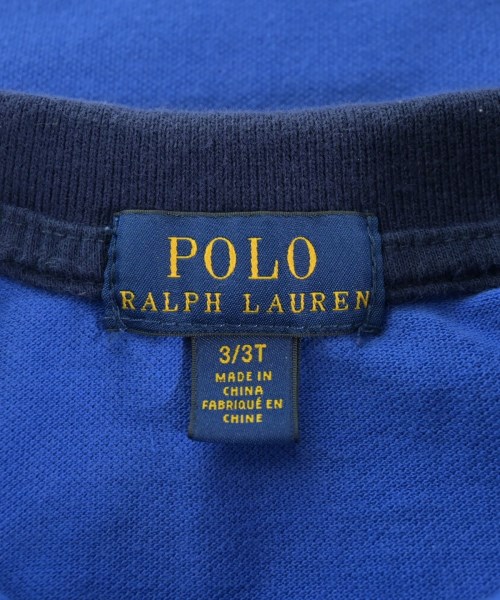 POLO
RALPH LAUREN
3/3T
MADE IN
CHINA
FABRIQUÉ EN
CHINE